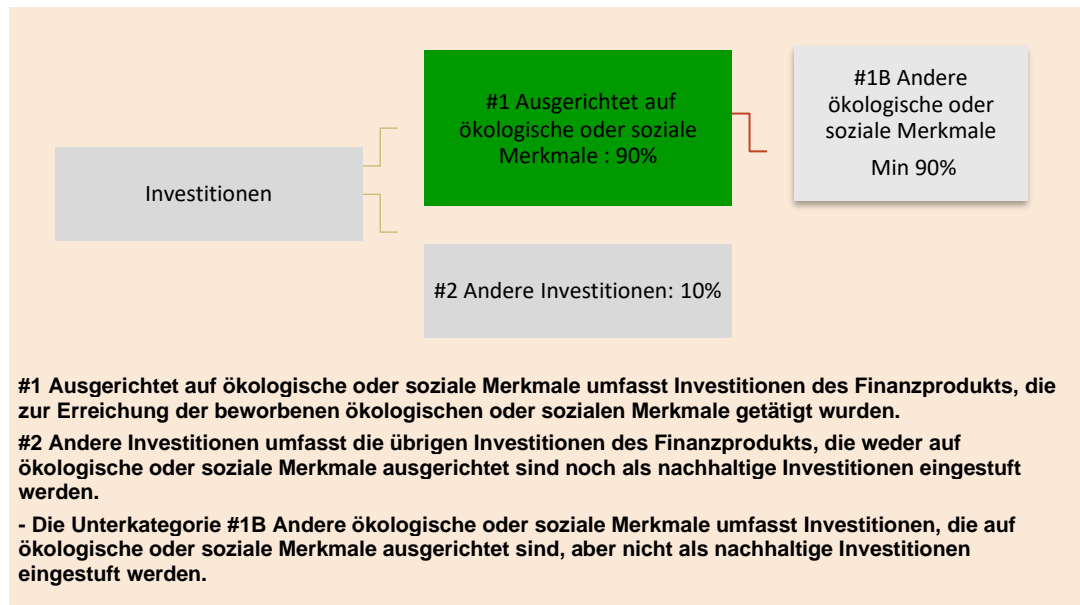 Investitionen
#1 Ausgerichtet auf
ökologische oder soziale
Merkmale : 90%
#1B Andere
ökologische oder
soziale Merkmale
Min 90%
#2 Andere Investitionen: 10%
#1 Ausgerichtet auf ökologische oder soziale Merkmale umfasst Investitionen des Finanzprodukts, die
zur Erreichung der beworbenen ökologischen oder sozialen Merkmale getätigt wurden.
#2 Andere Investitionen umfasst die übrigen Investitionen des Finanzprodukts, die weder auf
ökologische oder soziale Merkmale ausgerichtet sind noch als nachhaltige Investitionen eingestuft
werden.
- Die Unterkategorie #1B Andere ökologische oder soziale Merkmale umfasst Investitionen, die auf
ökologische oder soziale Merkmale ausgerichtet sind, aber nicht als nachhaltige Investitionen
eingestuft werden.